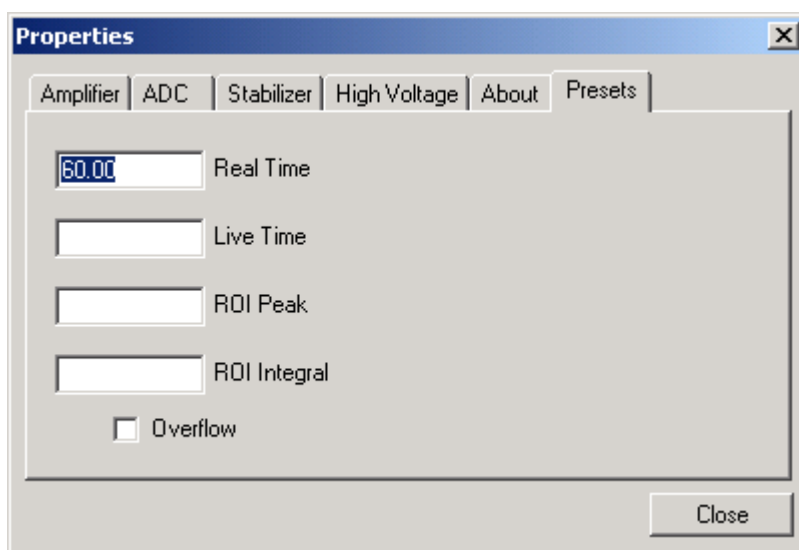 Properties
Amplifier ADC Stabilizer High Voltage About Presets
60.00 Real Time
Live Time
ROI Peak
ROI Integral
Overflow
Close